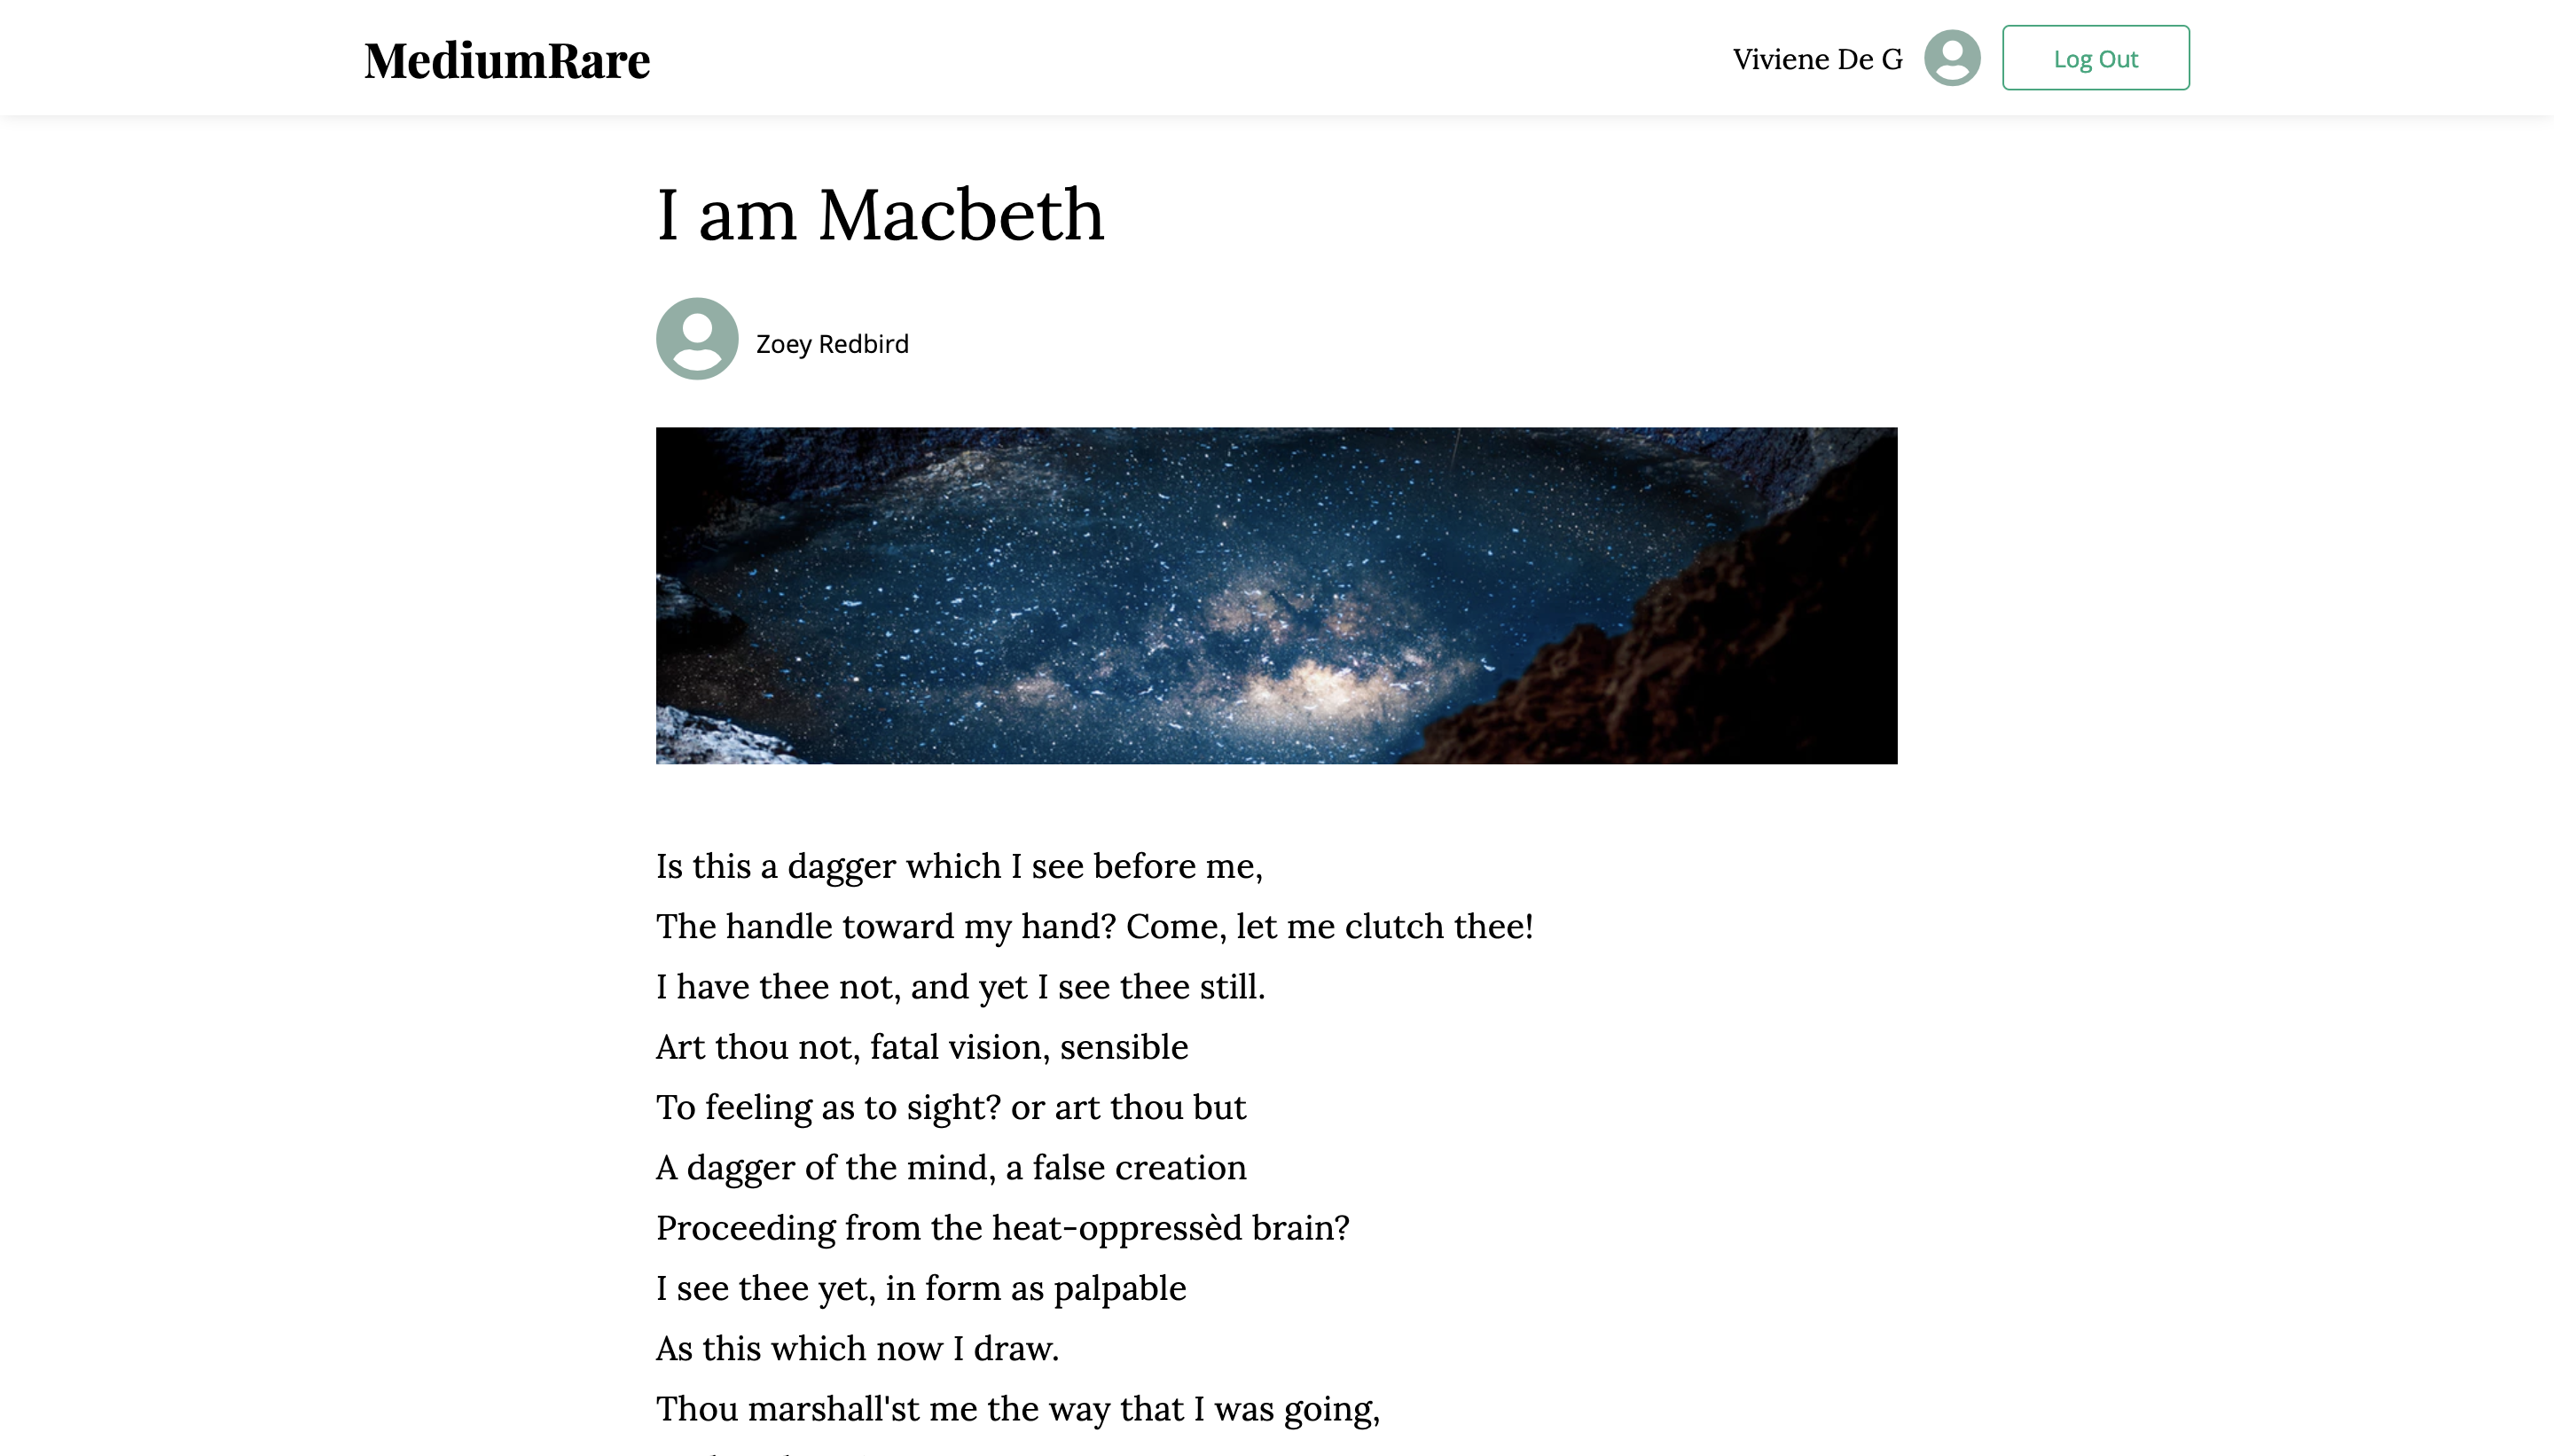 MediumRare
Viviene De G
Log Out
I am Macbeth
Zoey Redbird
Is this a dagger which I see before me,
The handle toward my hand? Come, let me clutch thee!
I have thee not, and yet I see thee still.
Art thou not, fatal vision, sensible
To feeling as to sight? or art thou but
A dagger of the mind, a false creation
Proceeding from the heat-oppressèd brain?
I see thee yet, in form as palpable
As this which now I draw.
Thou marshall'st me the way that I was going,